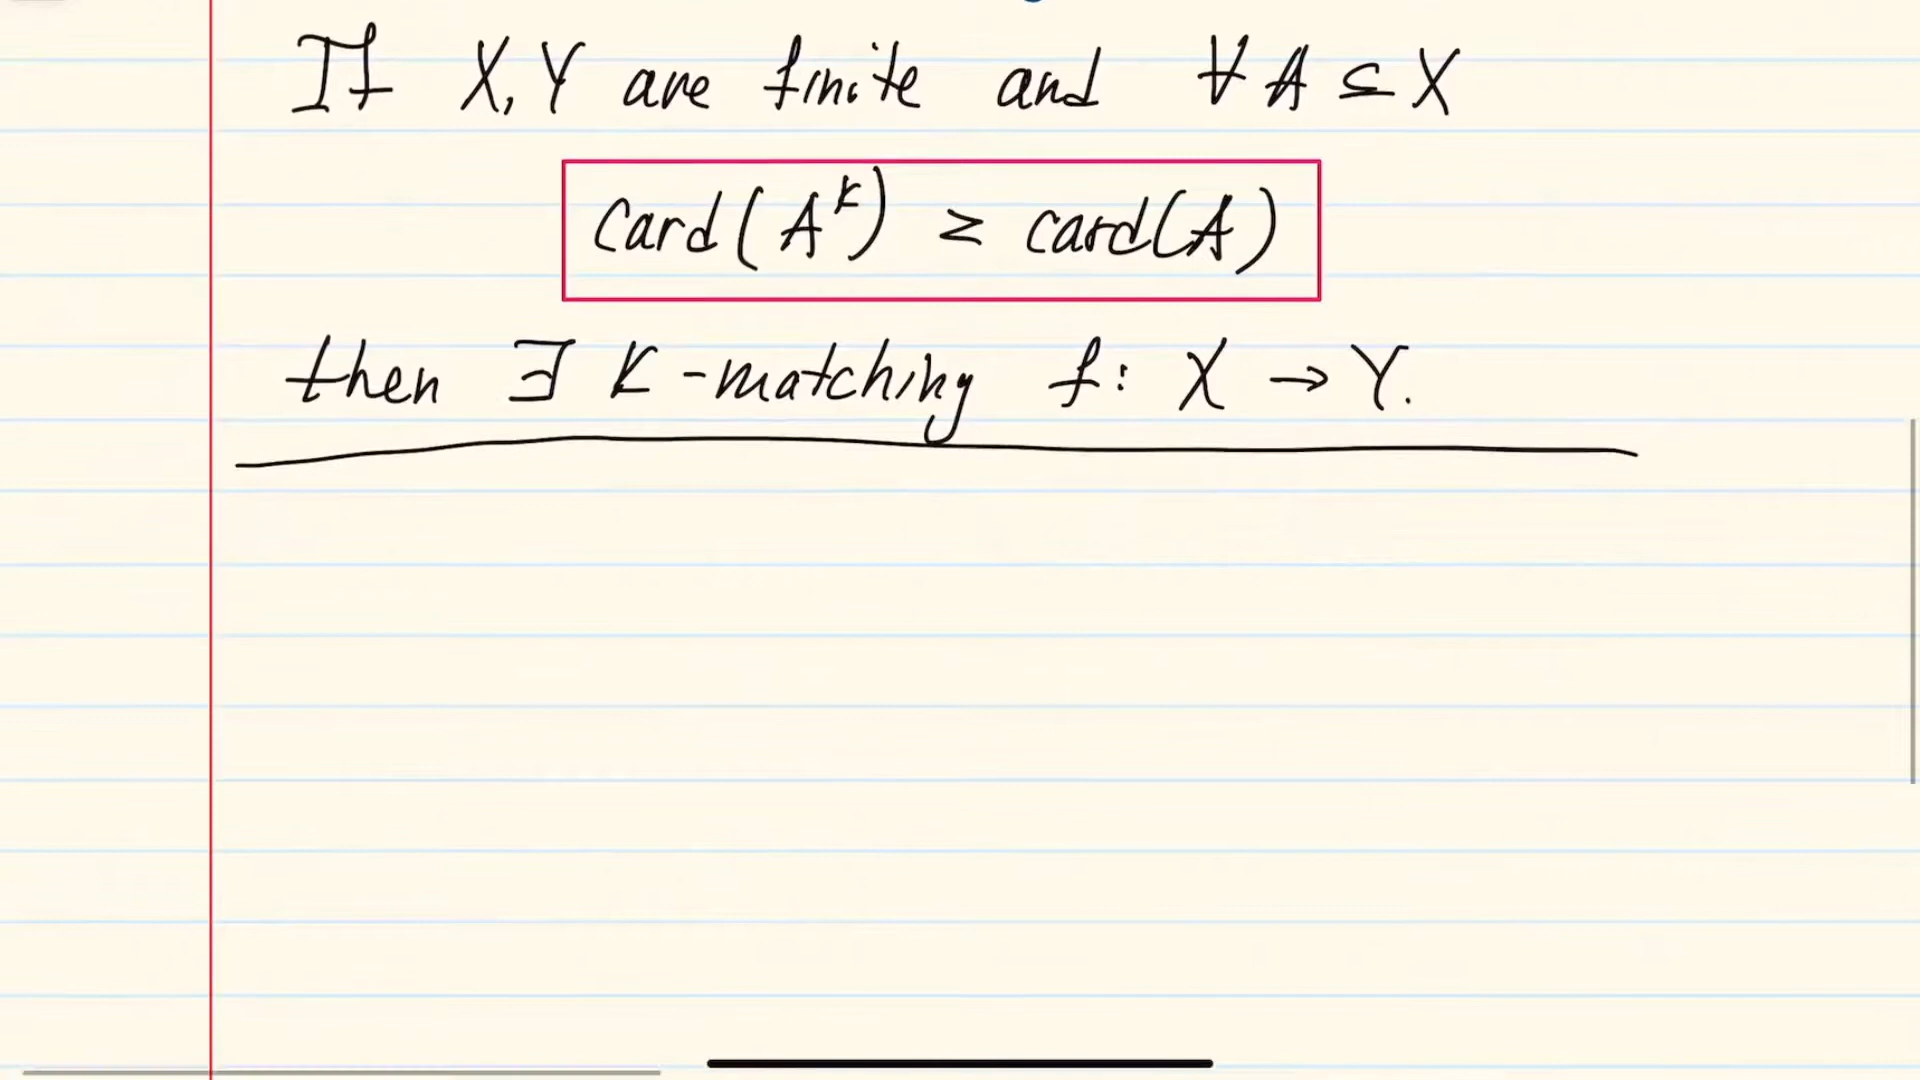 If X, Y are finite and ∀ A ⊆ X
card(A^K) ≥ card(A)
then ∃ K-matching f: X → Y.